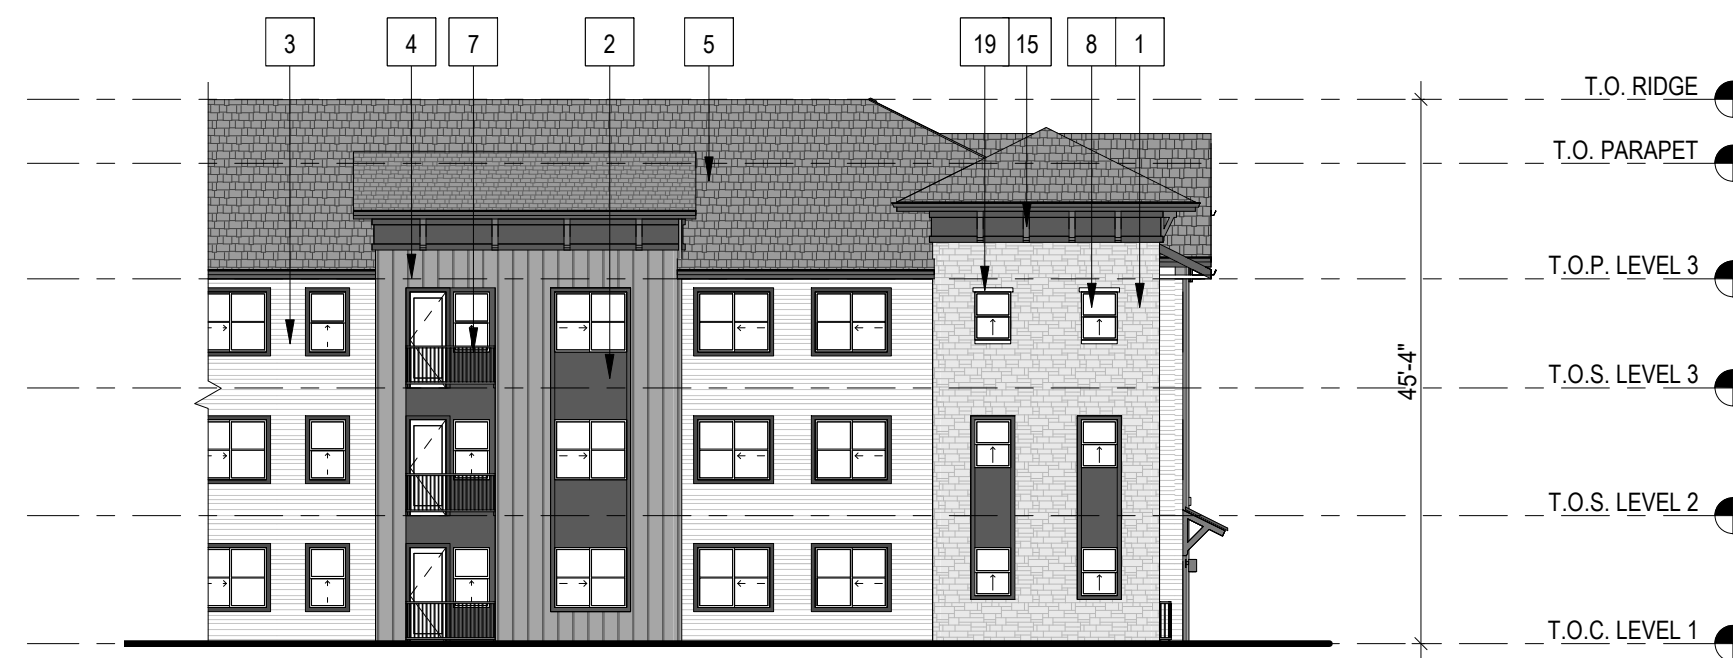 3 4 7 2 5 19 15 8 1
T.O. RIDGE
T.O. PARAPET
T.O.P. LEVEL 3
45'-4"
T.O.S. LEVEL 3
T.O.S. LEVEL 2
T.O.C. LEVEL 1